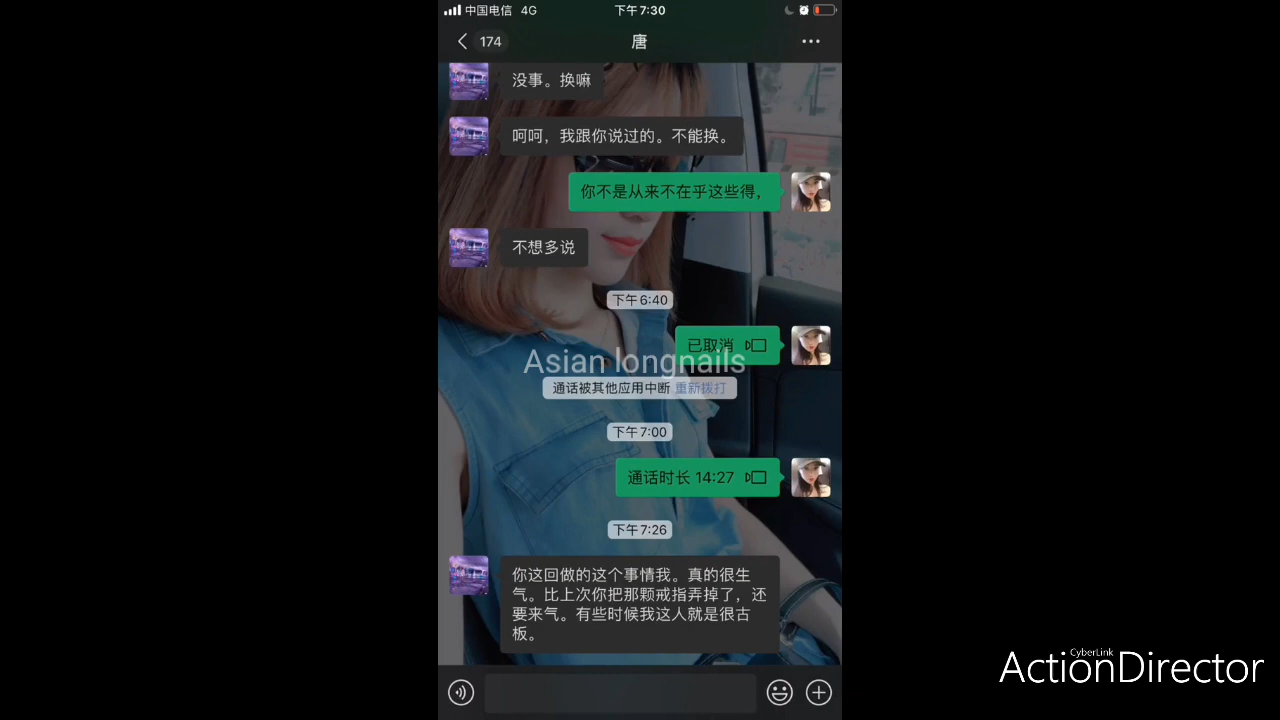 中国电信 4G 下午7:30
174 唐
没事。换嘛
呵呵，我跟你说过的。不能换。
你不是从来不在乎这些得，
不想多说
下午6:40
已取消
Asian longnails
通话被其他应用中断 重新拨打
下午7:00
通话时长 14:27
下午7:26
你这回做的这个事情我。真的很生
气。比上次你把那颗戒指弄掉了，还
要来气。有些时候我这人就是很古
板。
CyberLink
ActionDirector